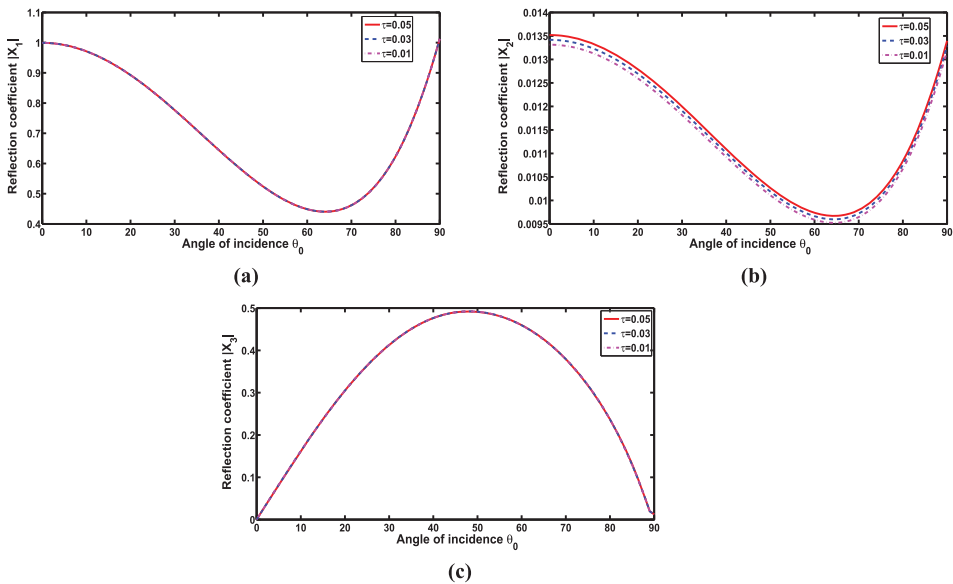 Reflection coefficient |X1|
1.1
1
0.9
0.8
0.7
0.6
0.5
0.4
0 10 20 30 40 50 60 70 80 90
Angle of incidence θ0
τ=0.05
τ=0.03
τ=0.01
(a)
Reflection coefficient |X2|
0.014
0.0135
0.013
0.0125
0.012
0.0115
0.011
0.0105
0.01
0.0095
0 10 20 30 40 50 60 70 80 90
Angle of incidence θ0
τ=0.05
τ=0.03
τ=0.01
(b)
Reflection coefficient |X3|
0.5
0.4
0.3
0.2
0.1
0
0 10 20 30 40 50 60 70 80 90
Angle of incidence θ0
τ=0.05
τ=0.03
τ=0.01
(c)